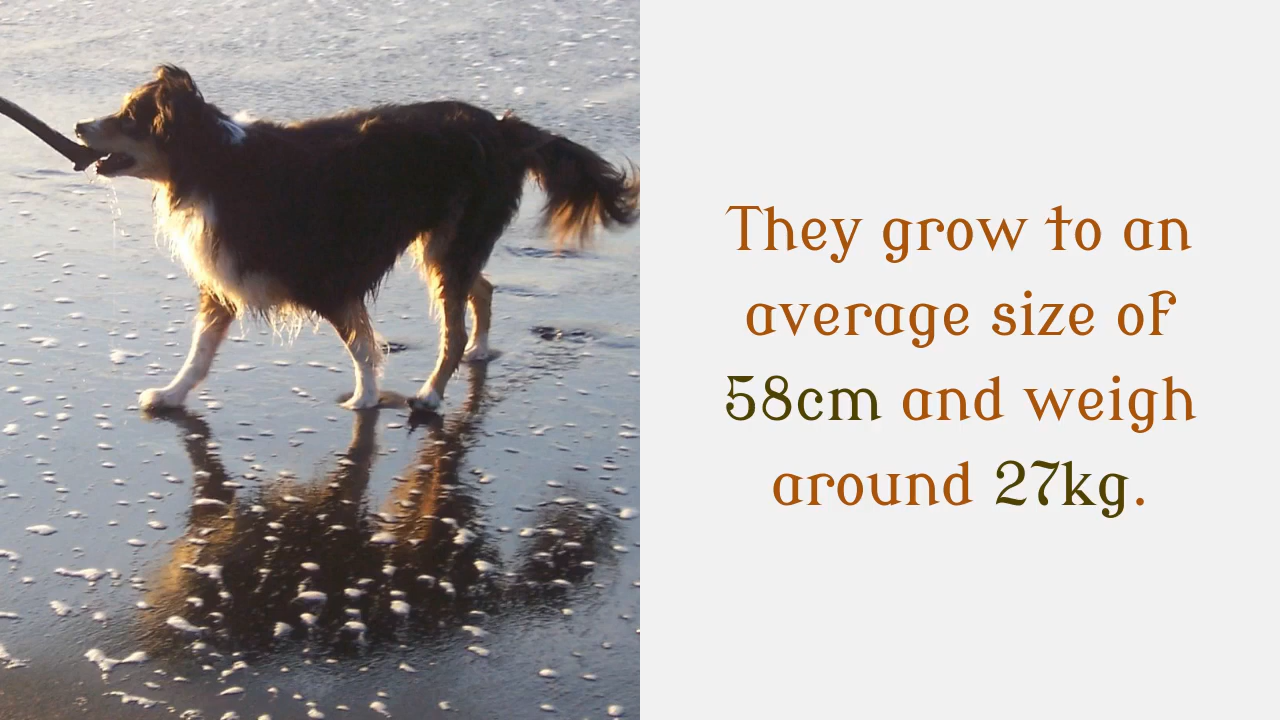 They grow to an
average size of
58cm and weigh
around 27kg.